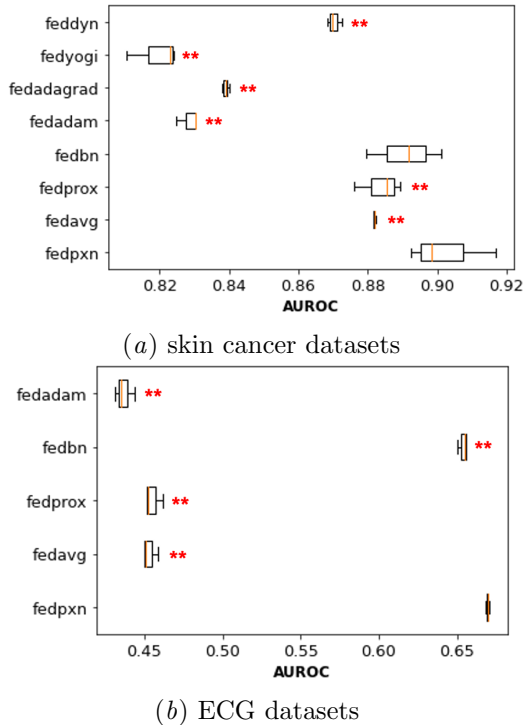 feddyn **
fedyogi **
fedadagrad **
fedadam **
fedbn
fedprox **
fedavg **
fedpxn
0.82 0.84 0.86 0.88 0.90 0.92
AUROC
(a) skin cancer datasets
fedadam **
fedbn **
fedprox **
fedavg **
fedpxn
0.45 0.50 0.55 0.60 0.65
AUROC
(b) ECG datasets